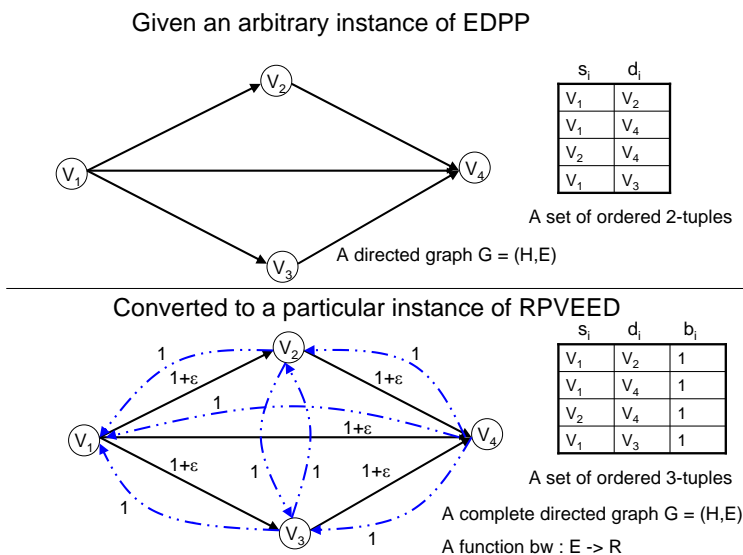 Given an arbitrary instance of EDPP
V2
V1
V4
V3
A directed graph G = (H,E)
si di
V1 V2
V1 V4
V2 V4
V1 V3
A set of ordered 2-tuples
Converted to a particular instance of RPVEED
1
V2
1
1+ε
1+ε
1
V1
1+ε
V4
1+ε
1
1
1+ε
1
V3
1
si di bi
V1 V2 1
V1 V4 1
V2 V4 1
V1 V3 1
A set of ordered 3-tuples
A complete directed graph G = (H,E)
A function bw : E -> R